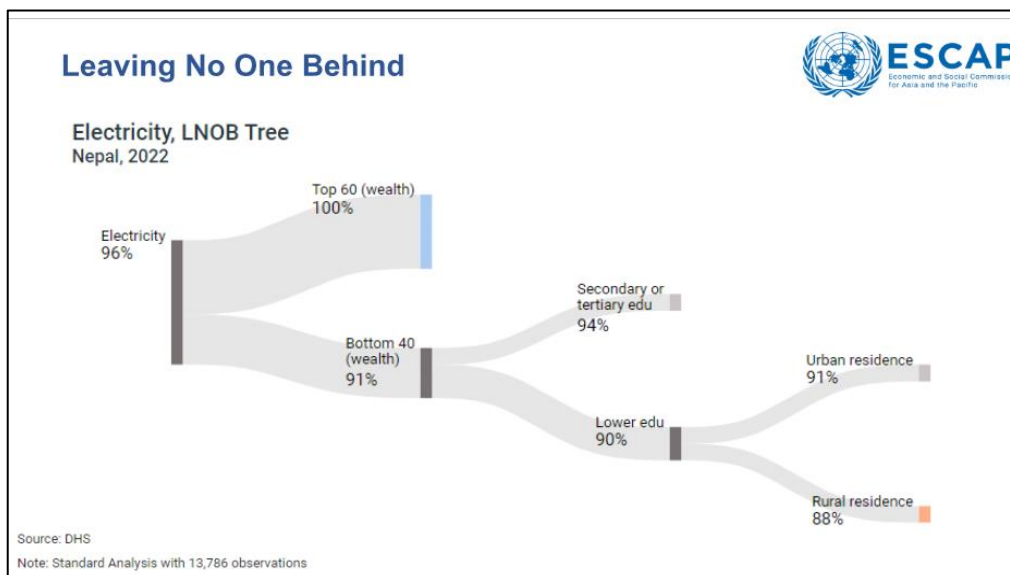 Leaving No One Behind
ESCAP
Economic and Social Commission
for Asia and the Pacific
Electricity, LNOB Tree
Nepal, 2022
Top 60 (wealth)
100%
Electricity
96%
Secondary or
tertiary edu
94%
Bottom 40
(wealth)
91%
Urban residence
91%
Lower edu
90%
Rural residence
88%
Source: DHS
Note: Standard Analysis with 13,786 observations